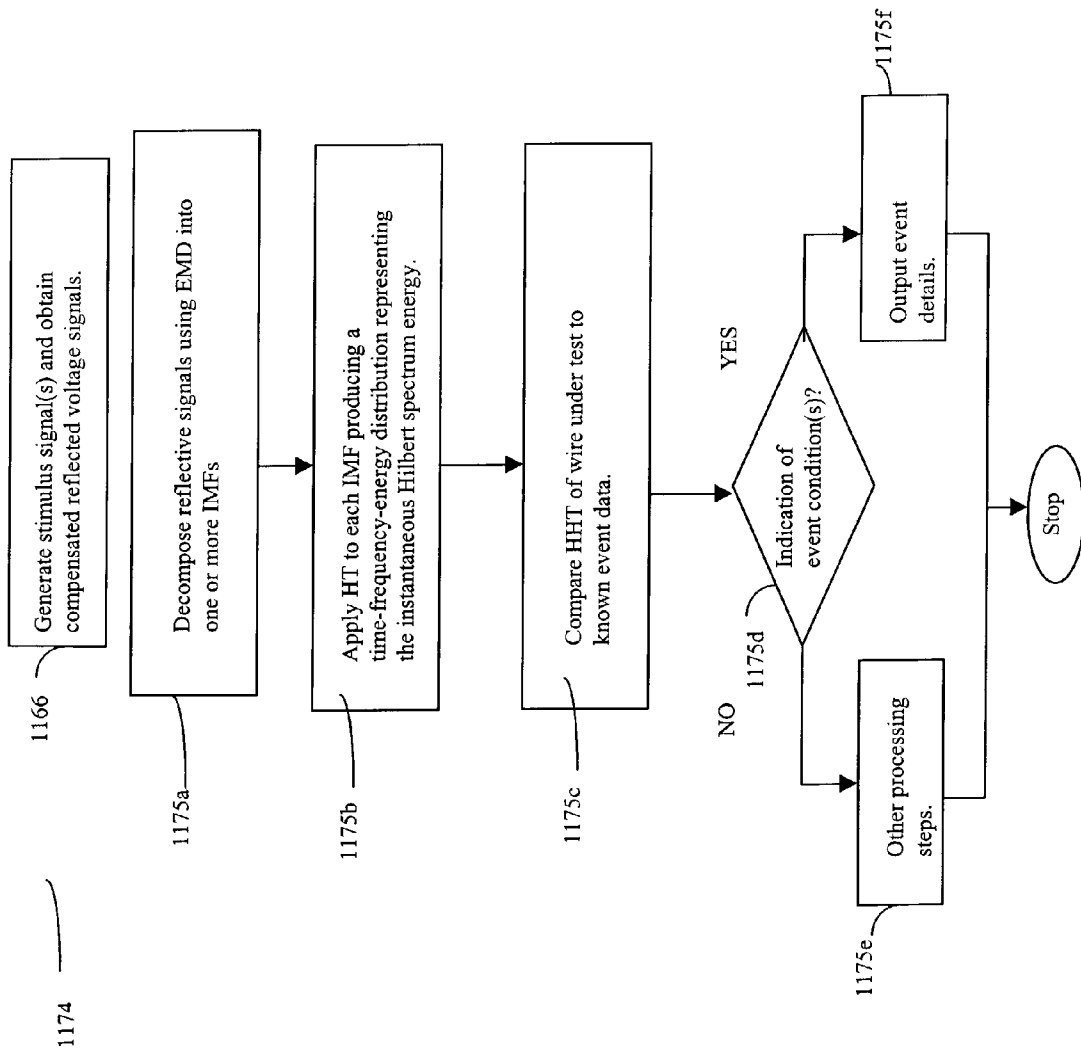 1174
1166
Generate stimulus signal(s) and obtain
compensated reflected voltage signals.
1175a
Decompose reflective signals using EMD into
one or more IMFs
1175b
Apply HT to each IMF producing a
time-frequency-energy distribution representing
the instantaneous Hilbert spectrum energy.
1175c
Compare HHT of wire under test to
known event data.
NO
YES
1175d
Indication of
event condition(s)?
1175e
Other processing
steps.
1175f
Output event
details.
Stop